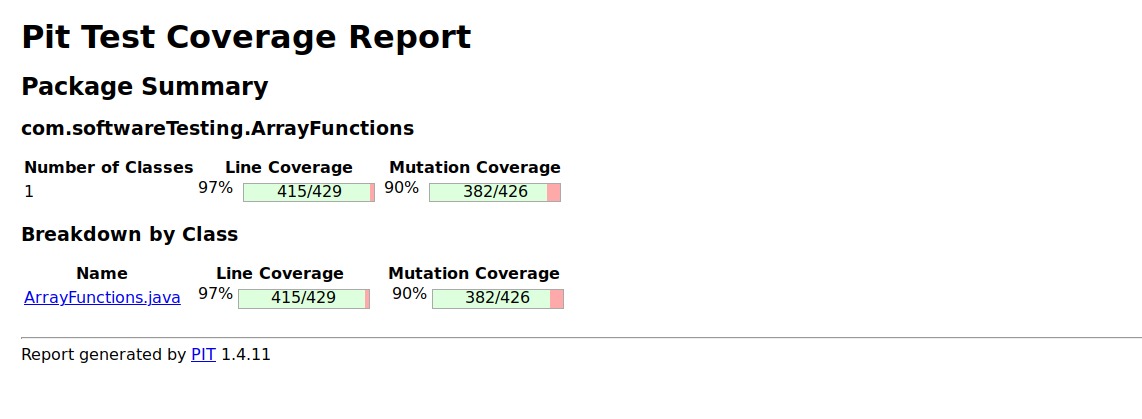 Pit Test Coverage Report
Package Summary
com.softwareTesting.ArrayFunctions
Number of Classes Line Coverage Mutation Coverage
1 97% 415/429 90% 382/426
Breakdown by Class
Name Line Coverage Mutation Coverage
ArrayFunctions.java 97% 415/429 90% 382/426
Report generated by PIT 1.4.11